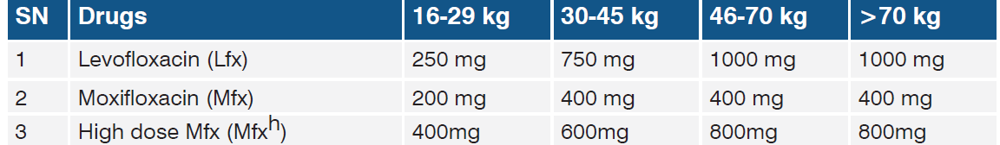 SN Drugs 16-29 kg 30-45 kg 46-70 kg >70 kg
1 Levofloxacin (Lfx) 250 mg 750 mg 1000 mg 1000 mg
2 Moxifloxacin (Mfx) 200 mg 400 mg 400 mg 400 mg
3 High dose Mfx (Mfxh) 400mg 600mg 800mg 800mg